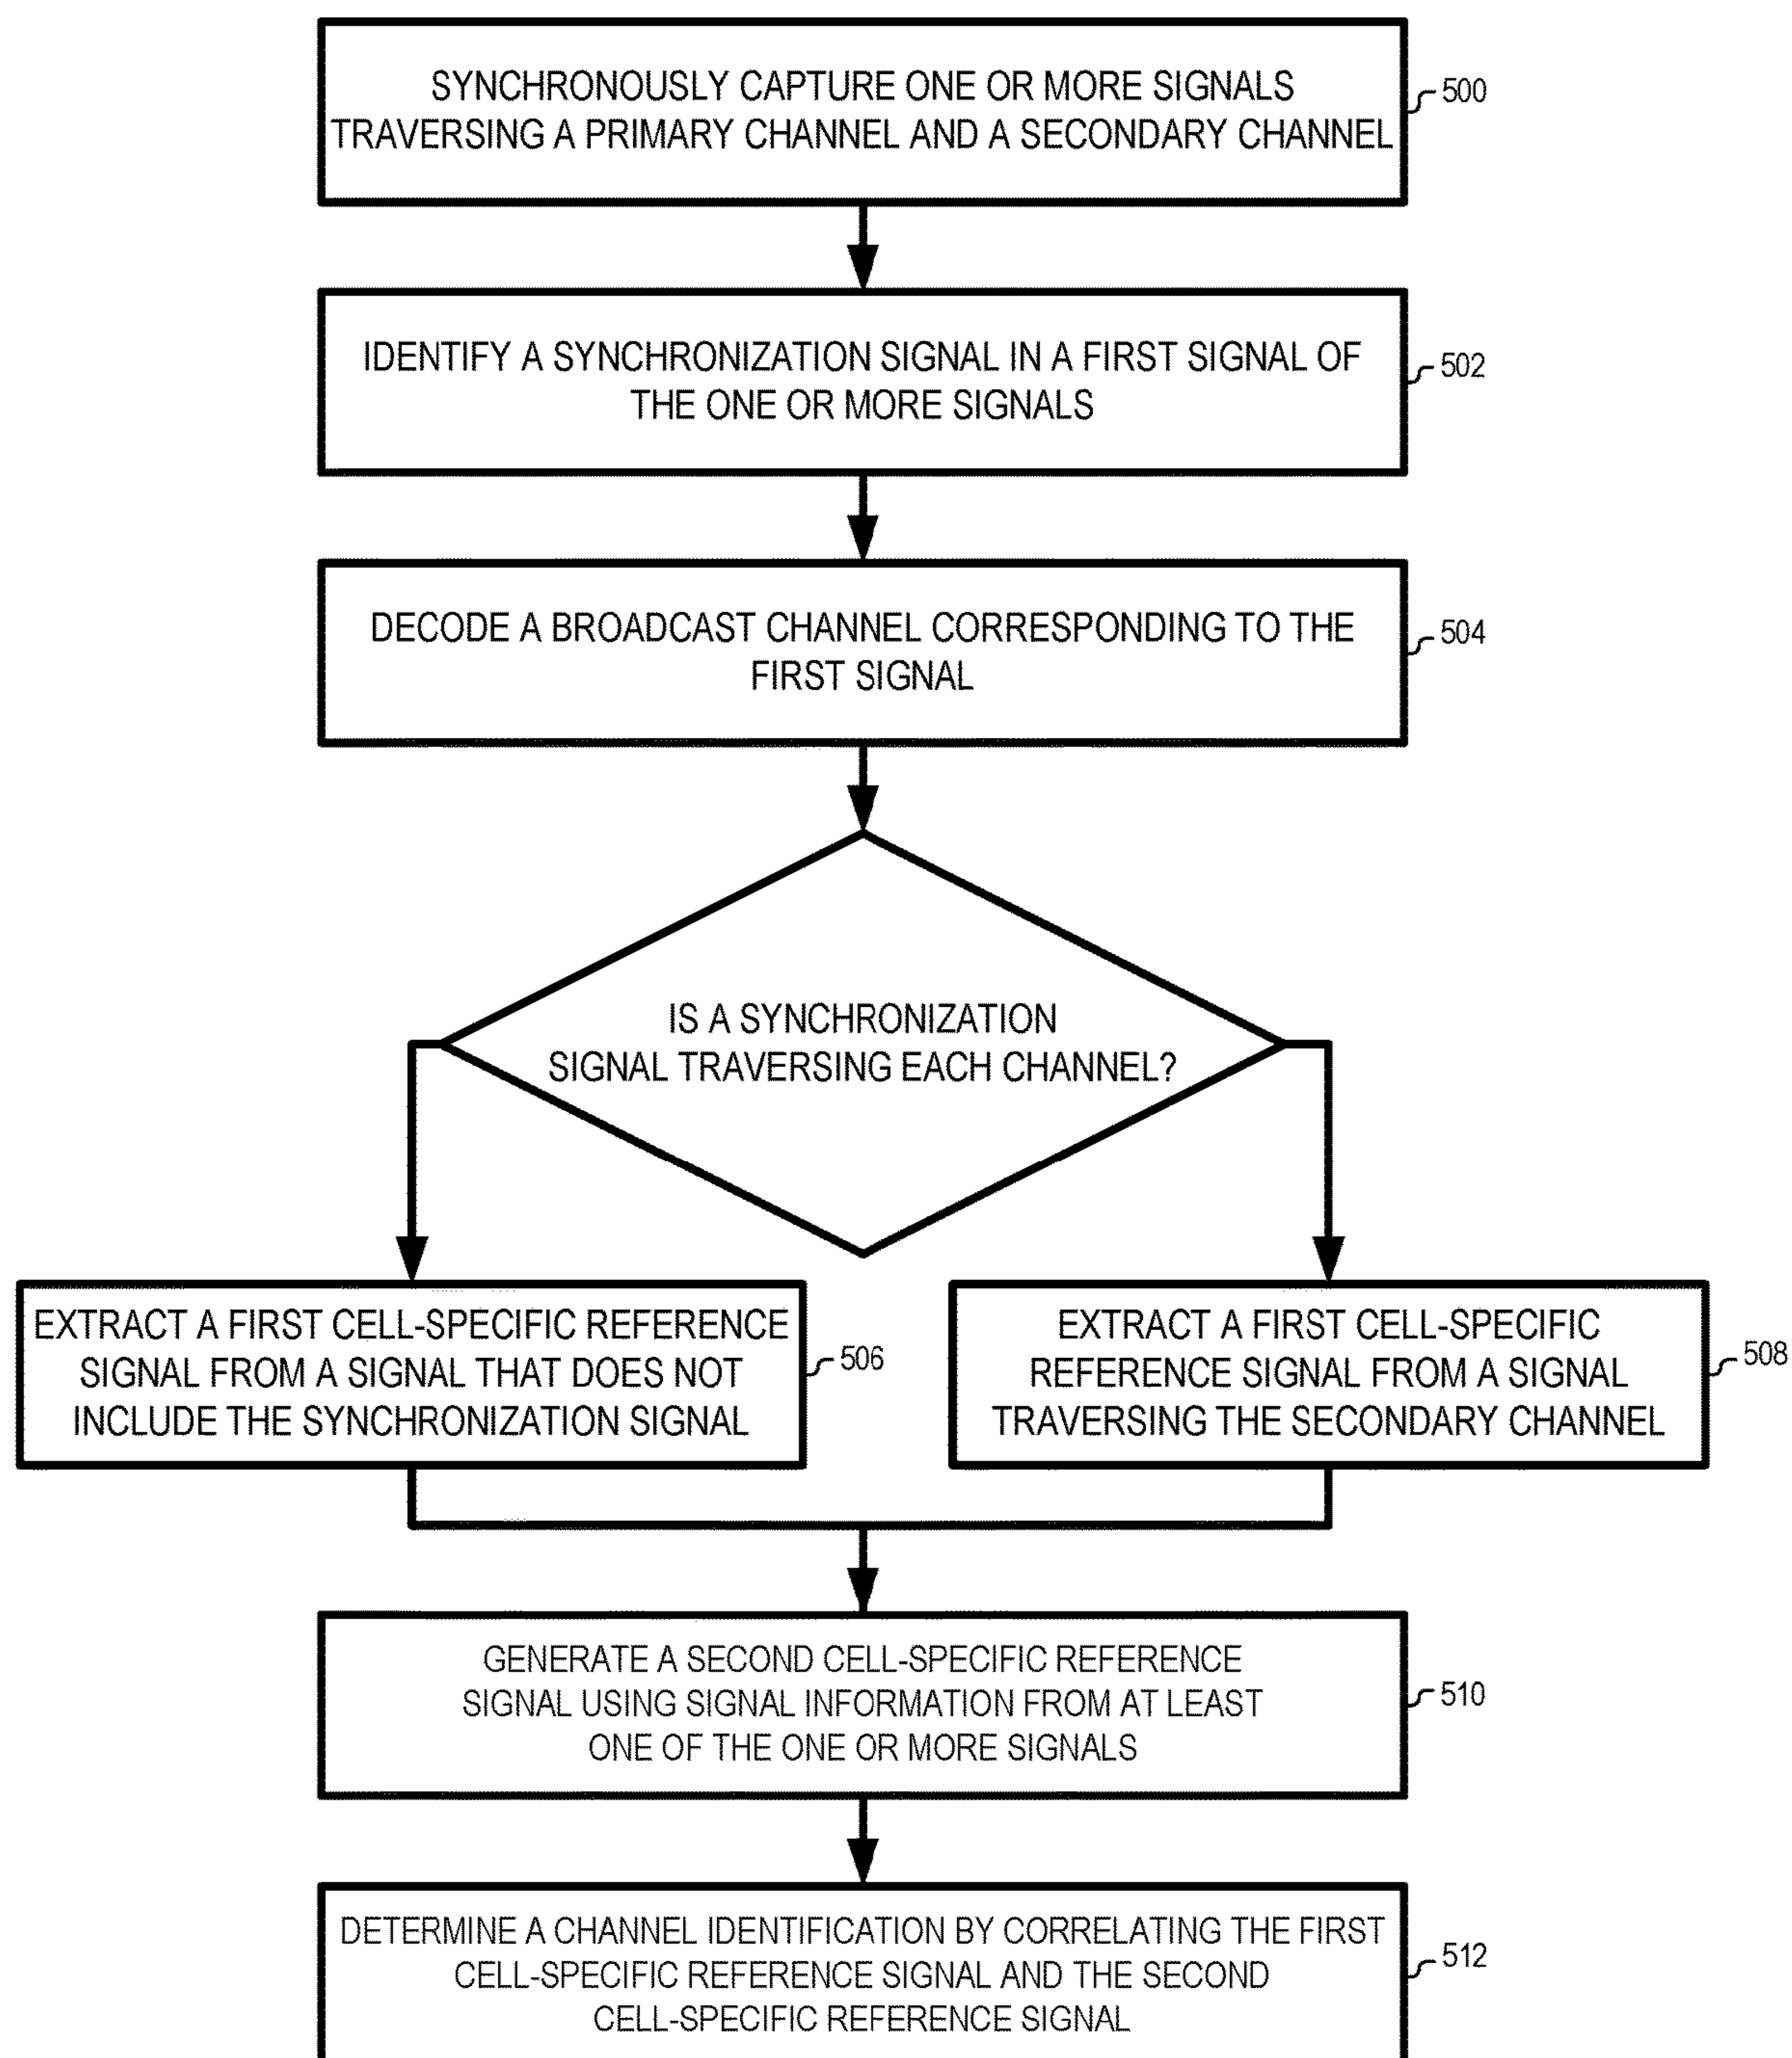 SYNCHRONOUSLY CAPTURE ONE OR MORE SIGNALS
TRAVERSING A PRIMARY CHANNEL AND A SECONDARY CHANNEL
500
IDENTIFY A SYNCHRONIZATION SIGNAL IN A FIRST SIGNAL OF
THE ONE OR MORE SIGNALS
502
DECODE A BROADCAST CHANNEL CORRESPONDING TO THE
FIRST SIGNAL
504
IS A SYNCHRONIZATION
SIGNAL TRAVERSING EACH CHANNEL?
EXTRACT A FIRST CELL-SPECIFIC REFERENCE
SIGNAL FROM A SIGNAL THAT DOES NOT
INCLUDE THE SYNCHRONIZATION SIGNAL
506
EXTRACT A FIRST CELL-SPECIFIC
REFERENCE SIGNAL FROM A SIGNAL
TRAVERSING THE SECONDARY CHANNEL
508
GENERATE A SECOND CELL-SPECIFIC REFERENCE
SIGNAL USING SIGNAL INFORMATION FROM AT LEAST
ONE OF THE ONE OR MORE SIGNALS
510
DETERMINE A CHANNEL IDENTIFICATION BY CORRELATING THE FIRST
CELL-SPECIFIC REFERENCE SIGNAL AND THE SECOND
CELL-SPECIFIC REFERENCE SIGNAL
512